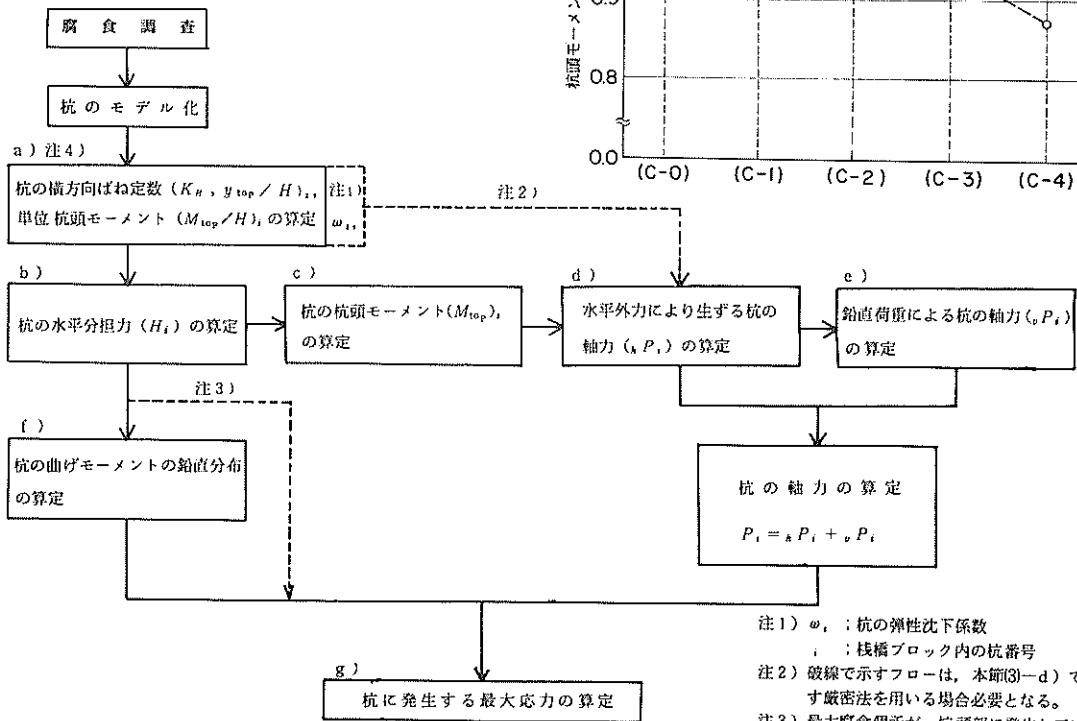 腐食調査
杭のモデル化
a)注4)
杭の横方向ばね定数(K_H, y_top/H)_i,
単位杭頭モーメント(M_top/H)_iの算定
注1)
ω_i,
注2)
b)
杭の水平分担力(H_i)の算定
c)
杭の杭頭モーメント(M_top)_i
の算定
d)
水平外力により生ずる杭の
軸力(_hP_i)の算定
e)
鉛直荷重による杭の軸力(_vP_i)
の算定
注3)
f)
杭の曲げモーメントの鉛直分布
の算定
杭の軸力の算定
P_i=_hP_i+_vP_i
g)
杭に発生する最大応力の算定
杭頭モーメン
0.8
0.0
(C-0) (C-1) (C-2) (C-3) (C-4)
注1) ω_i ;杭の弾性沈下係数
i ;桟橋ブロック内の杭番号
注2) 破線で示すフローは,本節(3)−d)で
す厳密法を用いる場合必要となる。